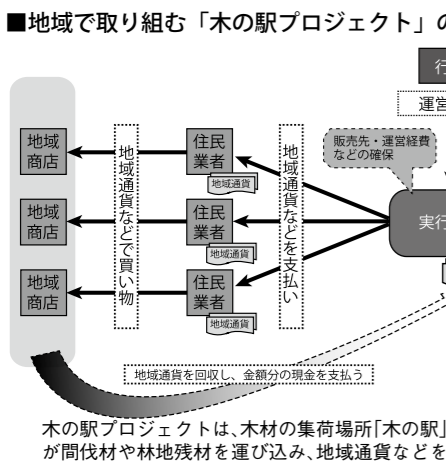 ■地域で取り組む「木の駅プロジェクト」の
行
運営
販売先・運営経費
などの確保
実行
地域通貨などを支払い
住民
業者
地域通貨
住民
業者
地域通貨
住民
業者
地域通貨
地域通貨などで買い物
地域
商店
地域
商店
地域
商店
地域通貨を回収し、金額分の現金を支払う
木の駅プロジェクトは、木材の集荷場所「木の駅」
が間伐材や林地残材を運び込み、地域通貨などを